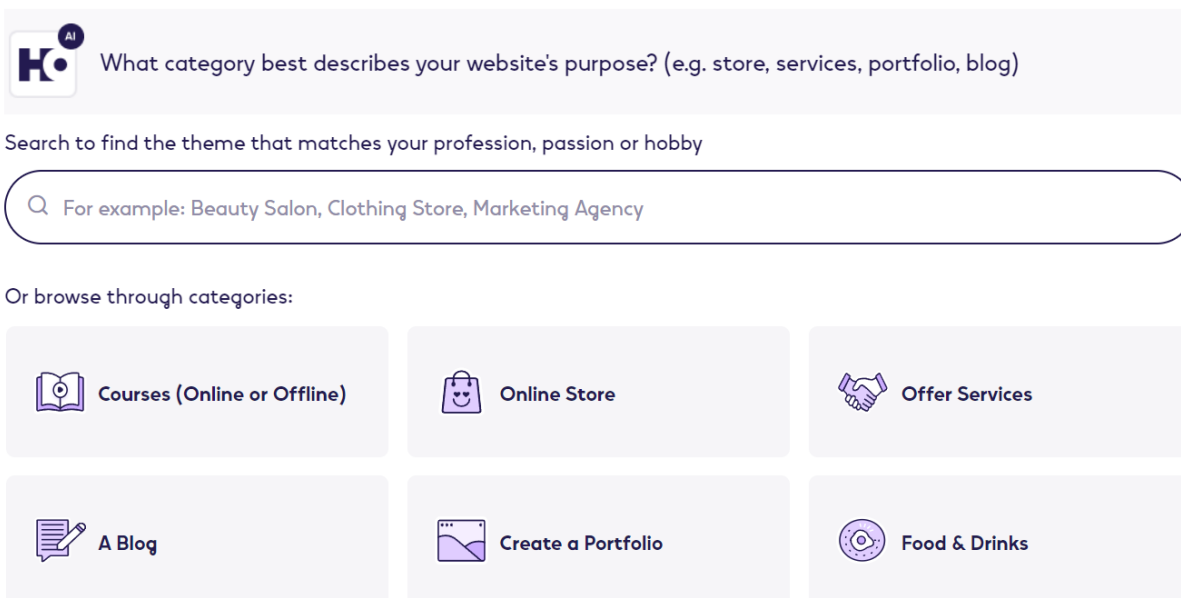 AI
HO
What category best describes your website's purpose? (e.g. store, services, portfolio, blog)
Search to find the theme that matches your profession, passion or hobby
For example: Beauty Salon, Clothing Store, Marketing Agency
Or browse through categories:
Courses (Online or Offline)
Online Store
Offer Services
A Blog
Create a Portfolio
Food & Drinks